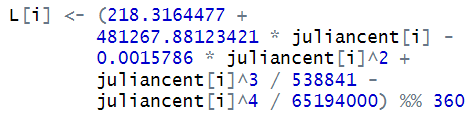 L[i] <- (218.3164477 +
481267.88123421 * juliancent[i] -
0.0015786 * juliancent[i]^2 +
juliancent[i]^3 / 538841 -
juliancent[i]^4 / 65194000) %% 360